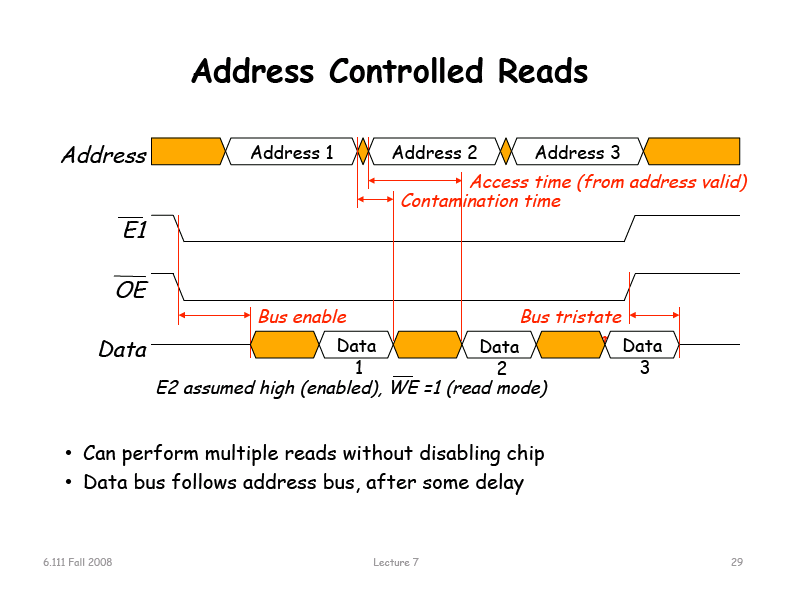 Address Controlled Reads
Address
Address 1
Address 2
Address 3
Access time (from address valid)
Contamination time
E1
OE
Bus enable
Bus tristate
Data
Data
1
Data
2
Data
3
E2 assumed high (enabled), WE =1 (read mode)
• Can perform multiple reads without disabling chip
• Data bus follows address bus, after some delay
6.111 Fall 2008
Lecture 7
29